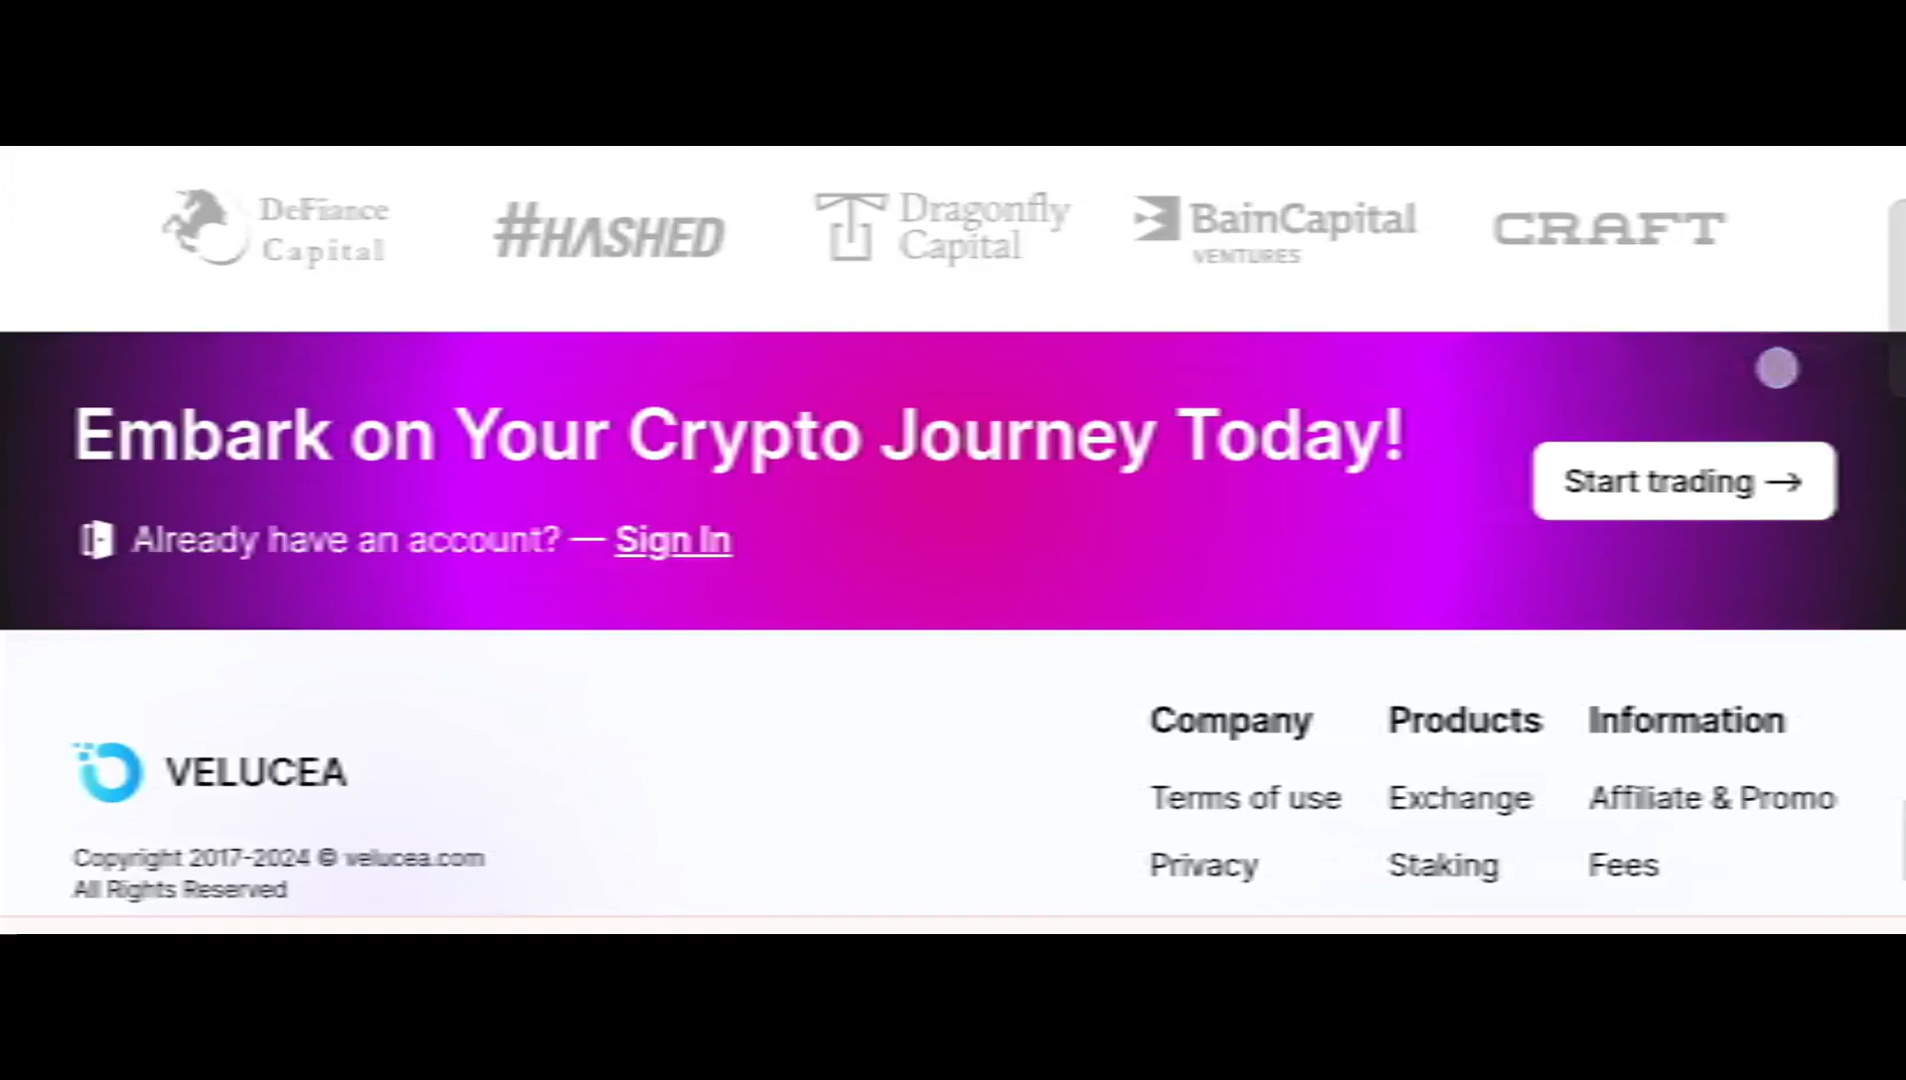 DeFiance
Capital
#HASHED
Dragonfly
Capital
BainCapital
VENTURES
CRAFT
Embark on Your Crypto Journey Today!
Already have an account? — Sign In
Start trading →
VELUCEA
Copyright 2017-2024 © velucea.com
All Rights Reserved
Company
Terms of use
Privacy
Products
Exchange
Staking
Information
Affiliate & Promo
Fees